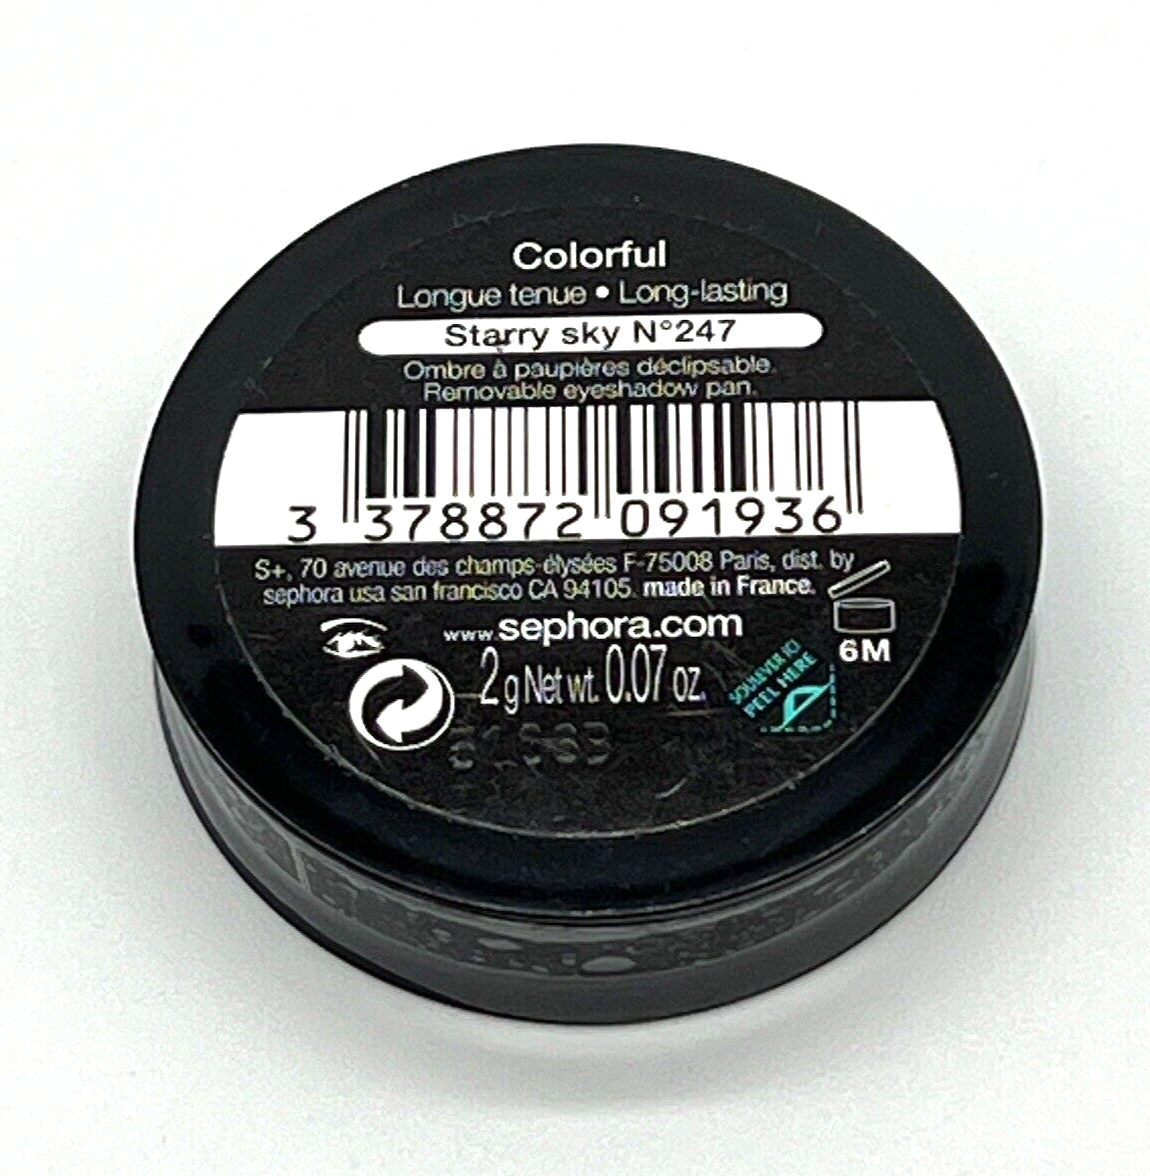 Colorful
Longue tenue • Long-lasting
Starry sky N°247
Ombre à paupières déclipsable.
Removable eyeshadow pan.
3 378872 091936
S+, 70 avenue des champs-élysées F-75008 Paris, dist. by
sephora usa san francisco CA 94105. made in France.
www.sephora.com
6M
2 g Net wt. 0.07 oz.
SOULEVER ICI
PEEL HERE